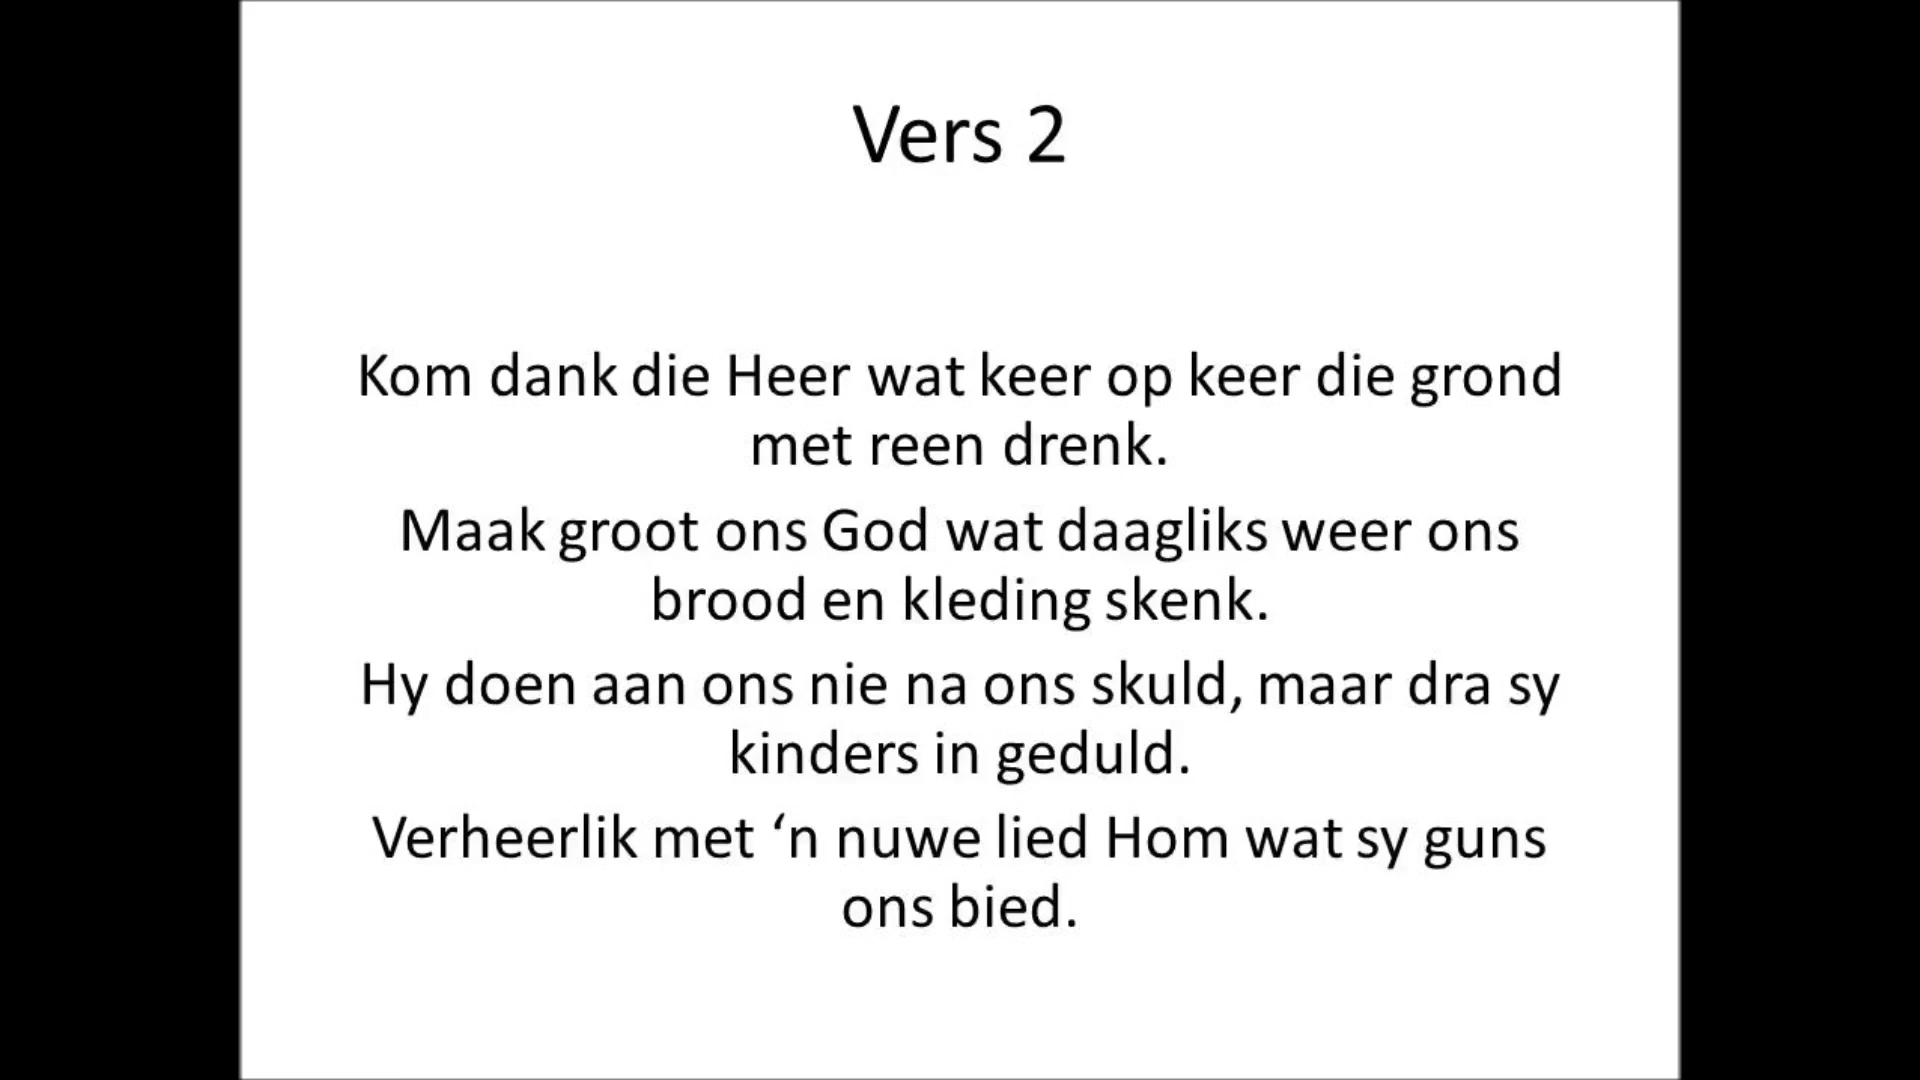 Vers 2
Kom dank die Heer wat keer op keer die grond
met reen drenk.
Maak groot ons God wat daagliks weer ons
brood en kleding skenk.
Hy doen aan ons nie na ons skuld, maar dra sy
kinders in geduld.
Verheerlik met ‘n nuwe lied Hom wat sy guns
ons bied.